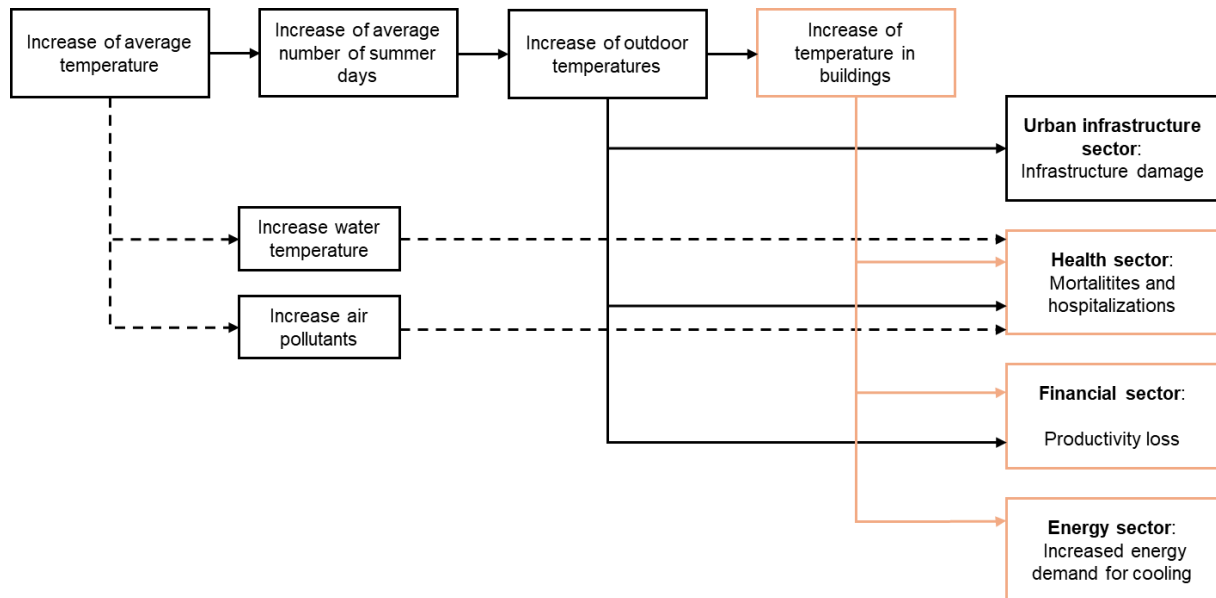 Increase of average
temperature
Increase of average
number of summer
days
Increase of outdoor
temperatures
Increase of
temperature in
buildings
Urban infrastructure
sector:
Infrastructure damage
Increase water
temperature
Health sector:
Mortalitites and
hospitalizations
Increase air
pollutants
Financial sector:
Productivity loss
Energy sector:
Increased energy
demand for cooling